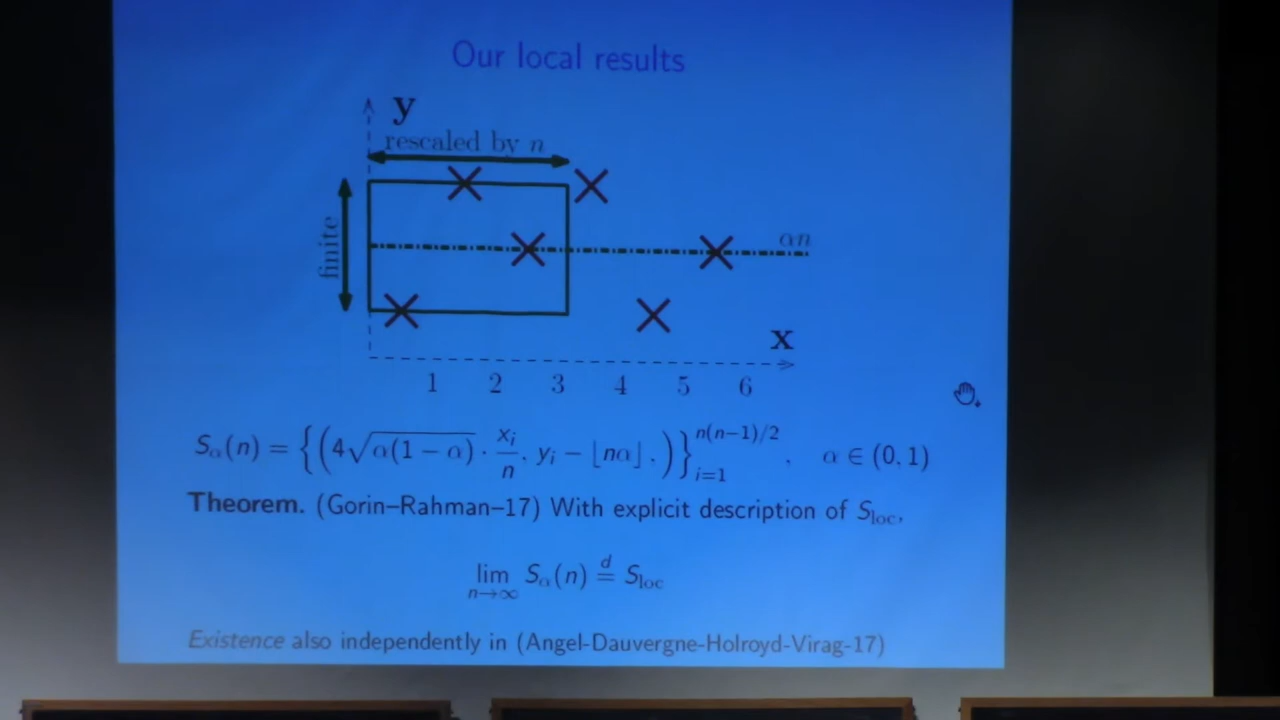 Our local results
y
rescaled by n
finite
αn
x
1 2 3 4 5 6
S_α(n) = {(4√(α(1 − α)) · x_i/n, y_i − ⌊nα⌋.)}_{i=1}^{n(n−1)/2}, α ∈ (0, 1)
Theorem. (Gorin–Rahman–17) With explicit description of S_loc,
lim_{n→∞} S_α(n) =^d S_loc
Existence also independently in (Angel-Dauvergne-Holroyd-Virag-17)